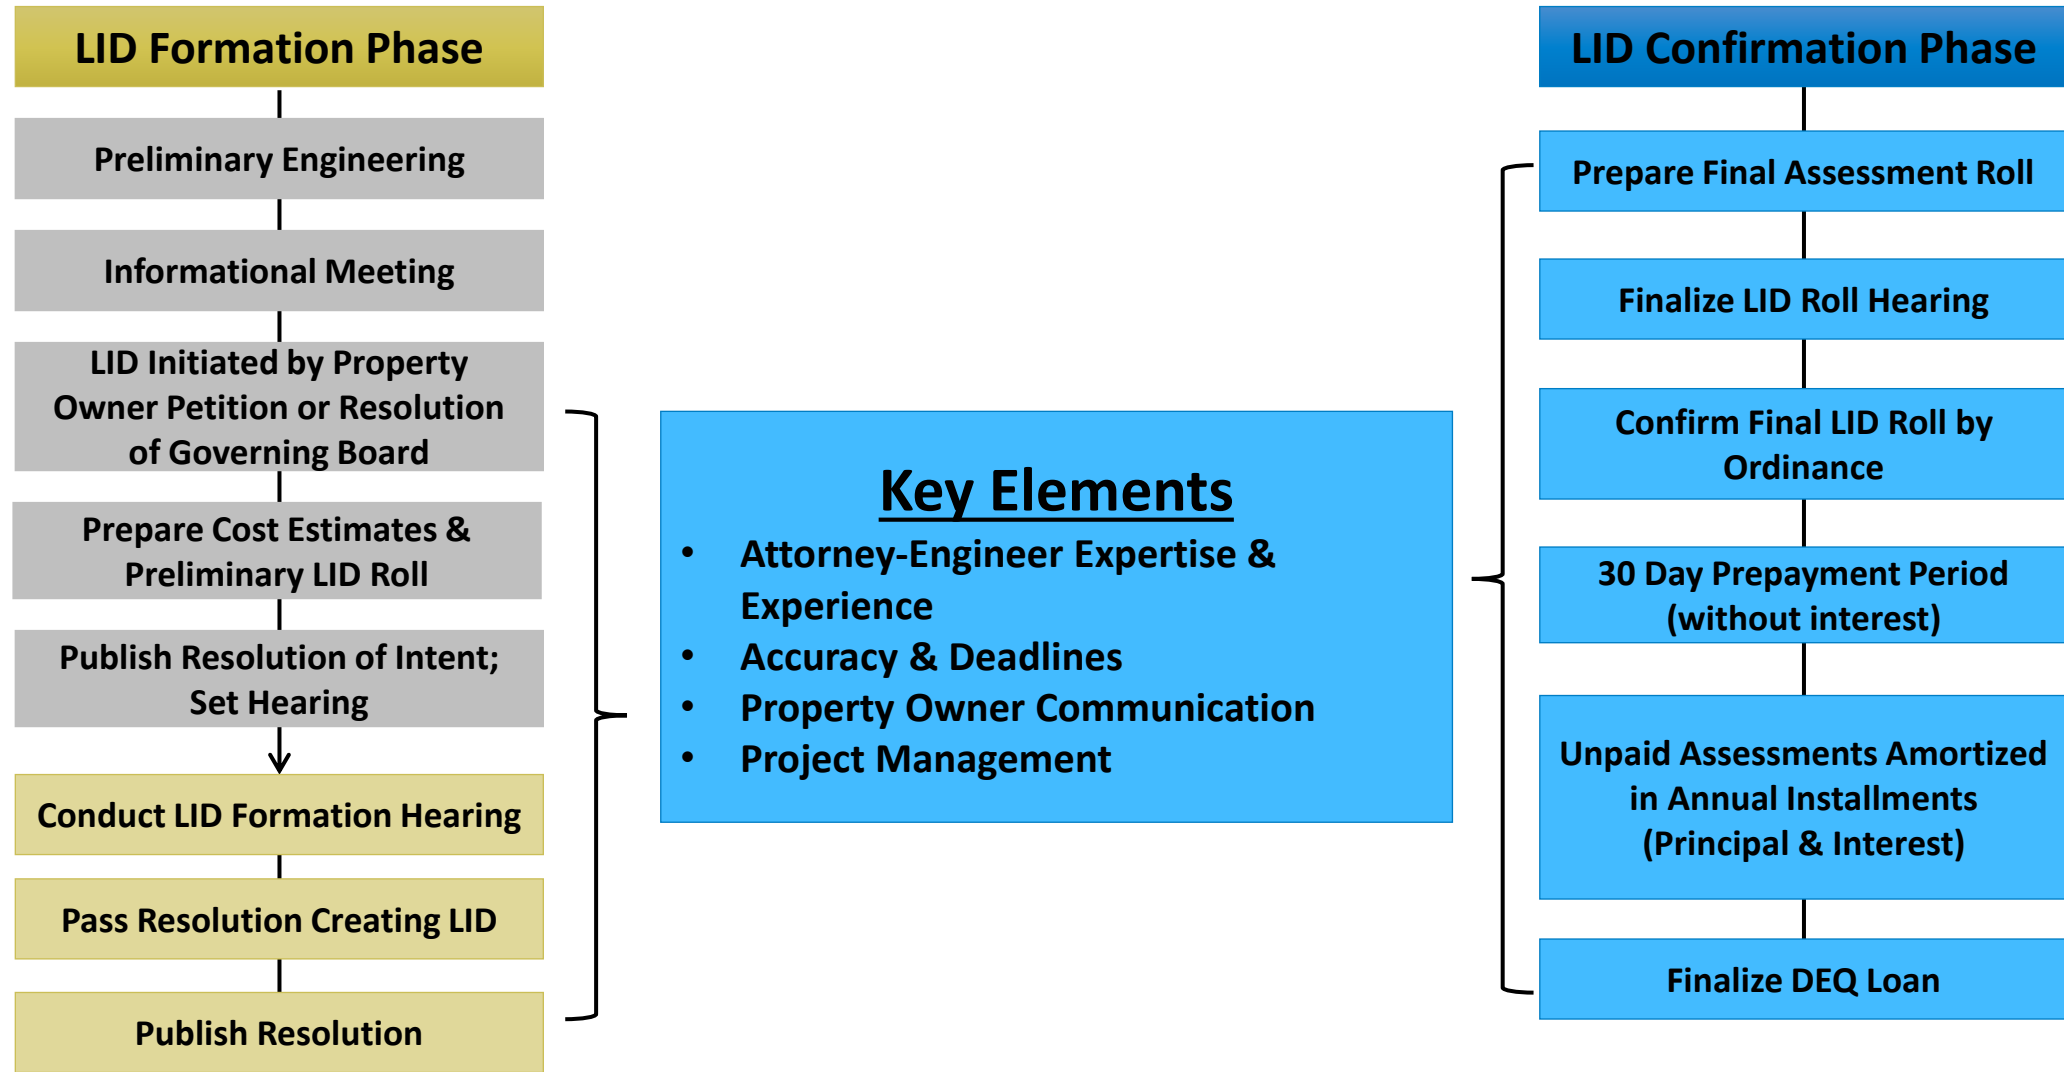 LID Formation Phase
Preliminary Engineering
Informational Meeting
LID Initiated by Property
Owner Petition or Resolution
of Governing Board
Prepare Cost Estimates &
Preliminary LID Roll
Publish Resolution of Intent;
Set Hearing
Conduct LID Formation Hearing
Pass Resolution Creating LID
Publish Resolution
Key Elements
• Attorney-Engineer Expertise &
Experience
• Accuracy & Deadlines
• Property Owner Communication
• Project Management
LID Confirmation Phase
Prepare Final Assessment Roll
Finalize LID Roll Hearing
Confirm Final LID Roll by
Ordinance
30 Day Prepayment Period
(without interest)
Unpaid Assessments Amortized
in Annual Installments
(Principal & Interest)
Finalize DEQ Loan